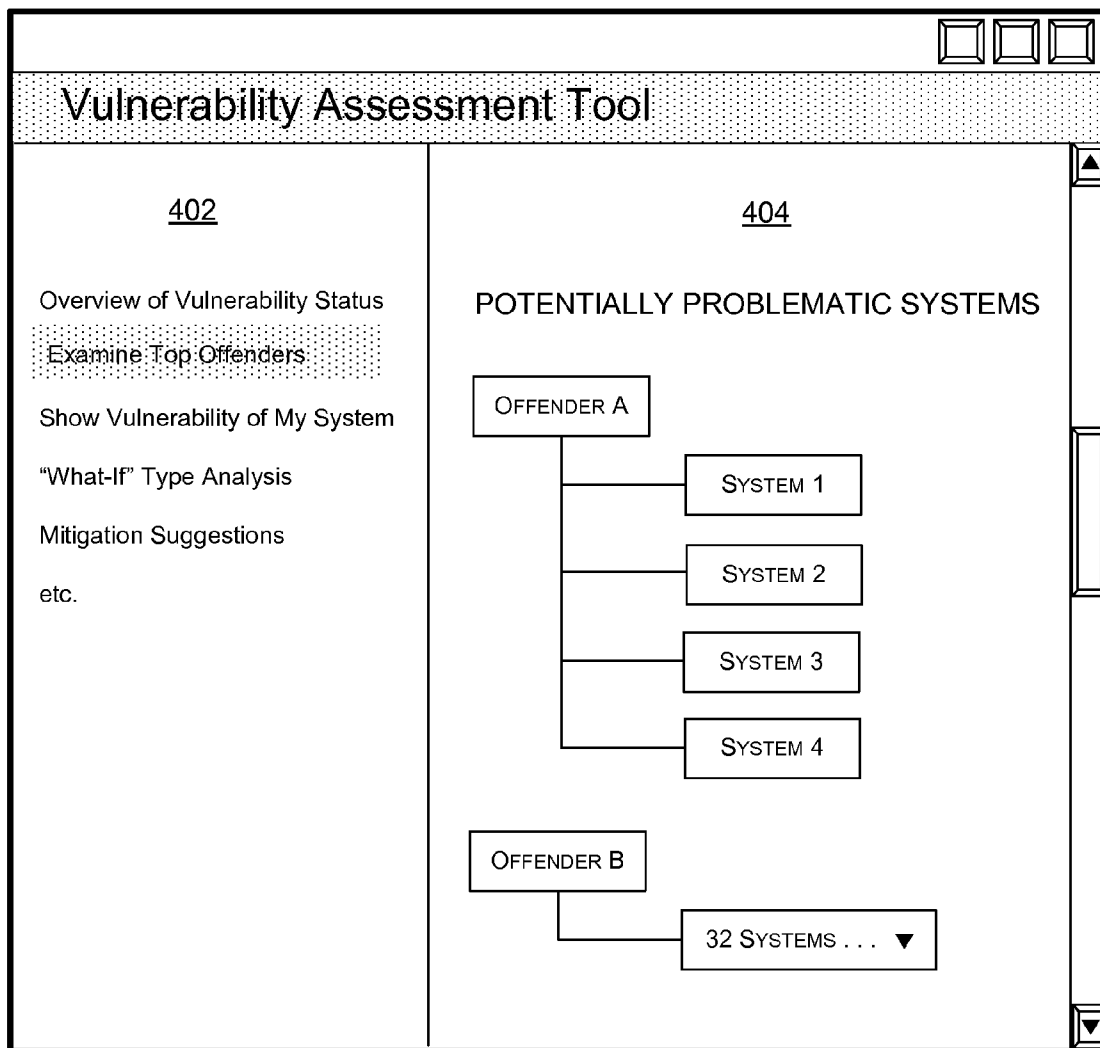 Vulnerability Assessment Tool
402
Overview of Vulnerability Status
Examine Top Offenders
Show Vulnerability of My System
“What-If” Type Analysis
Mitigation Suggestions
etc.
404
POTENTIALLY PROBLEMATIC SYSTEMS
OFFENDER A
SYSTEM 1
SYSTEM 2
SYSTEM 3
SYSTEM 4
OFFENDER B
32 SYSTEMS . . . ▼